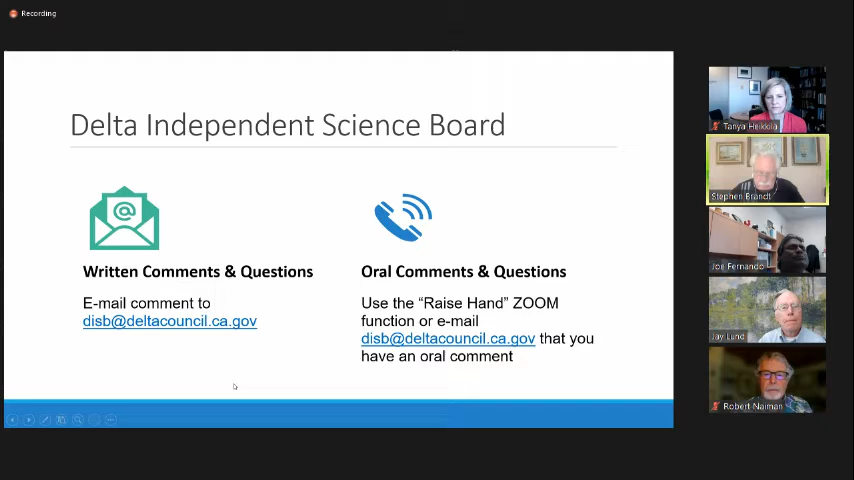 Recording
Delta Independent Science Board
@
Written Comments & Questions
E-mail comment to
disb@deltacouncil.ca.gov
Oral Comments & Questions
Use the “Raise Hand” ZOOM
function or e-mail
disb@deltacouncil.ca.gov that you
have an oral comment
Tanya Heikkila
Stephen Brandt
Joe Fernando
Jay Lund
Robert Naiman